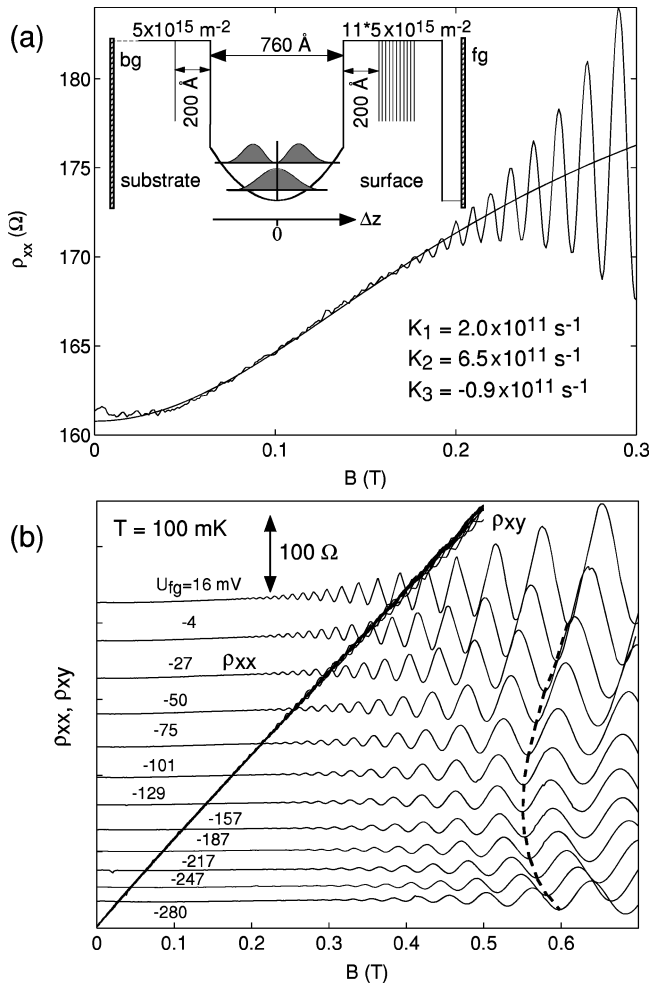 (a)
5x10¹⁵ m-2
11*5x10¹⁵ m-2
760 Å
bg
fg
200 Å
200 Å
substrate
surface
Δz
0
ρxx (Ω)
180
175
170
165
160
K1 = 2.0x10¹¹ s-1
K2 = 6.5x10¹¹ s-1
K3 = -0.9x10¹¹ s-1
0
0.1
0.2
0.3
B (T)
(b)
T = 100 mK
100 Ω
ρxy
Ufg=16 mV
-4
-27
ρxx
-50
-75
-101
-129
-157
-187
-217
-247
-280
ρxx, ρxy
0
0.1
0.2
0.3
0.4
0.5
0.6
B (T)